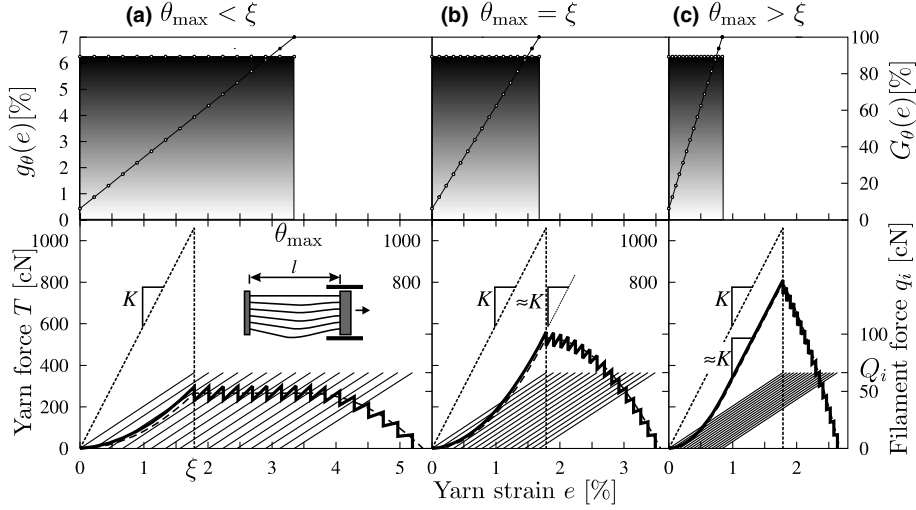 (a) θmax < ξ (b) θmax = ξ (c) θmax > ξ
7 100
6 80
5
4 60
3 40
2
1 20
0 0
gθ(e) [%]
Gθ(e) [%]
θmax
1000 1000
800 800
600
400
200
0
l
K K ≈K K ≈K
100
Qi
50
0
Yarn force T [cN]
Filament force qi [cN]
0 1 ξ 2 3 4 5 0 1 2 3 0 1 2
Yarn strain e [%]